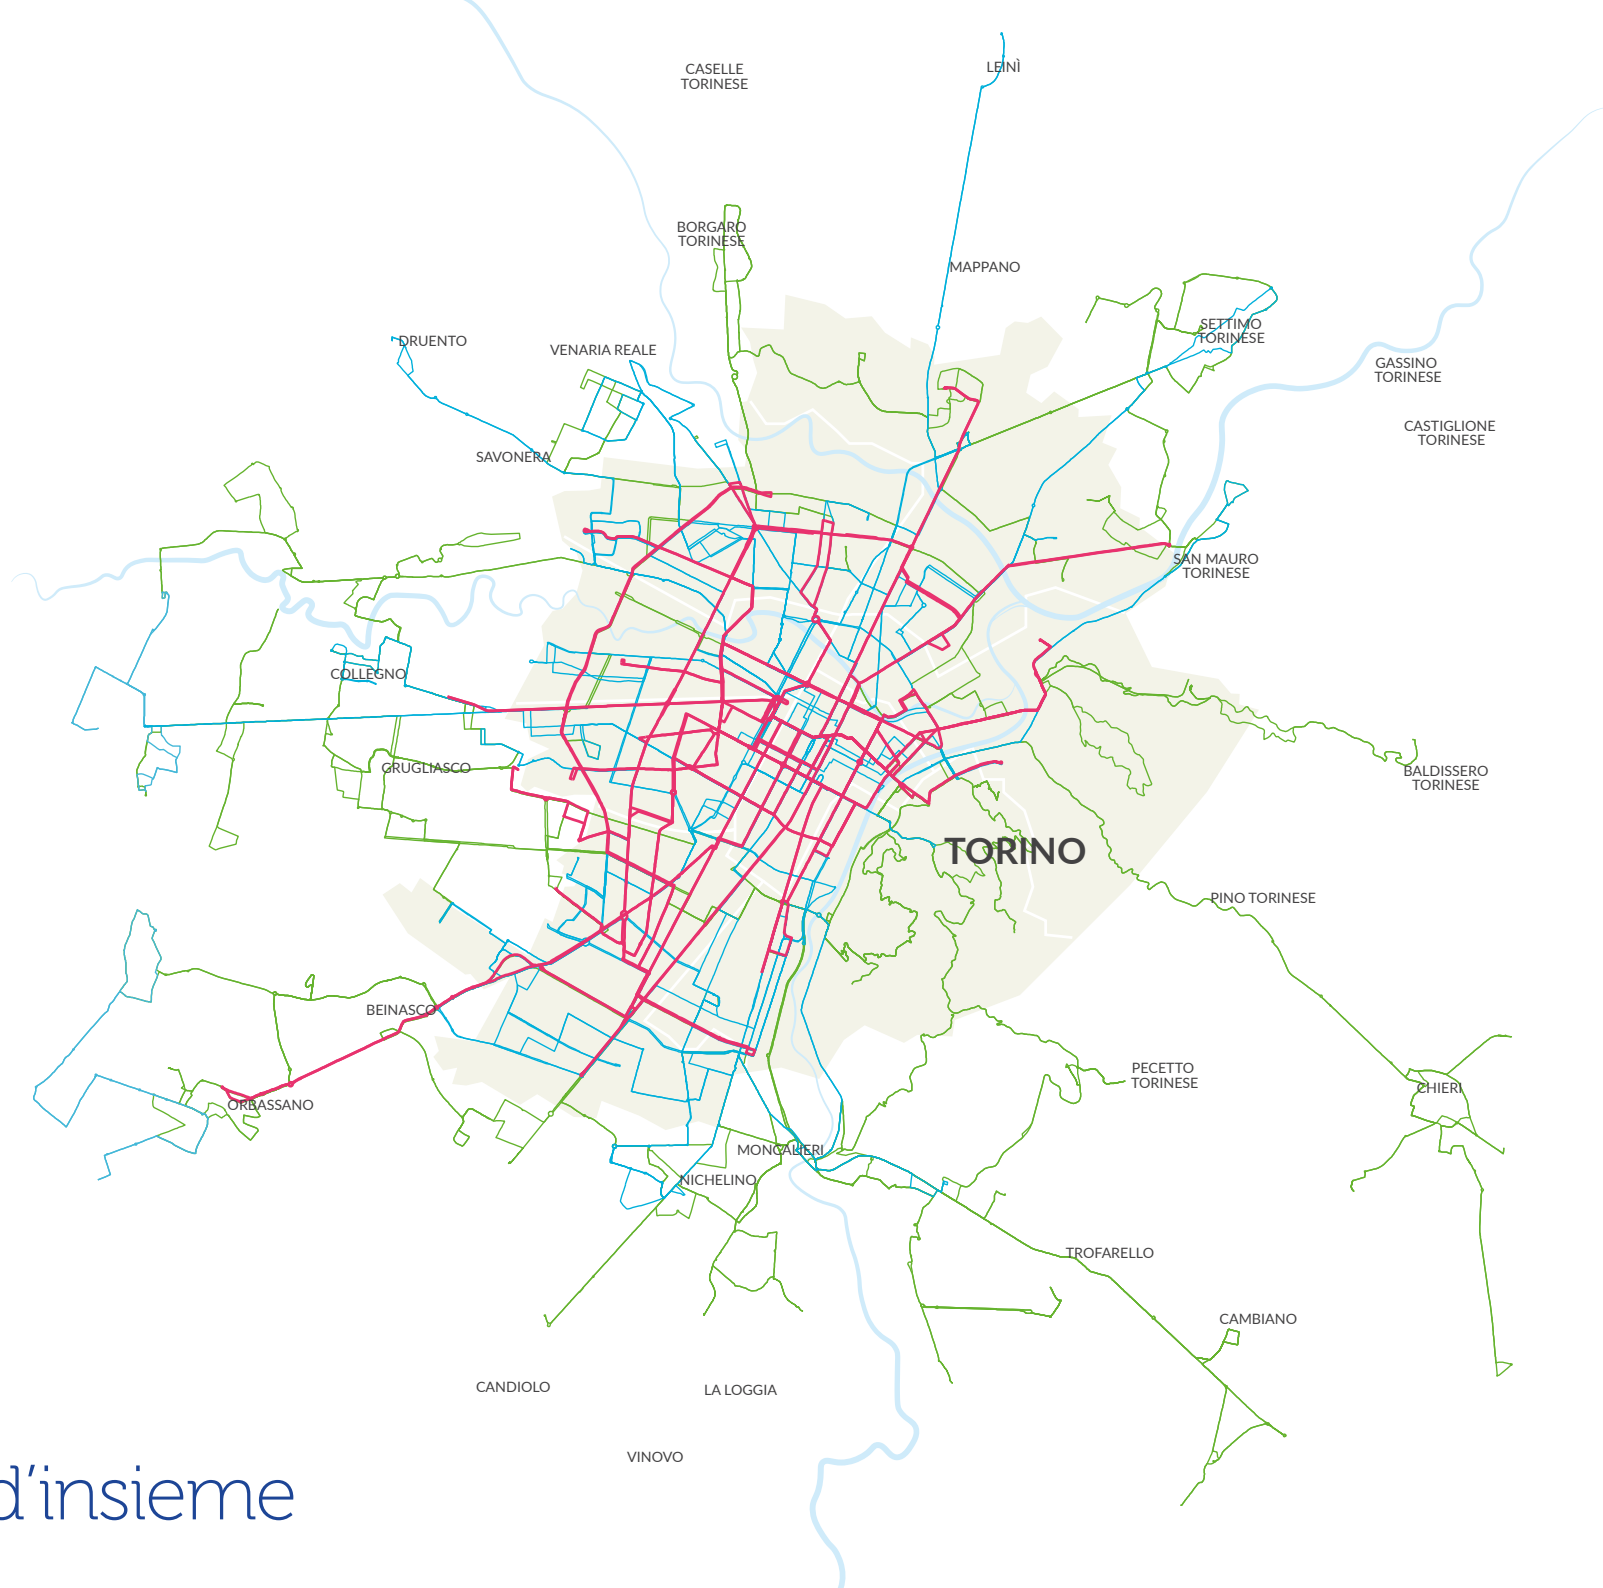 CASELLE
TORINESE
LEINÌ
BORGARO
TORINESE
MAPPANO
SETTIMO
TORINESE
DRUENTO
VENARIA REALE
GASSINO
TORINESE
CASTIGLIONE
TORINESE
SAVONERA
SAN MAURO
TORINESE
COLLEGNO
GRUGLIASCO
BALDISSERO
TORINESE
TORINO
PINO TORINESE
BEINASCO
PECETTO
TORINESE
CHIERI
ORBASSANO
MONCALIERI
NICHELINO
TROFARELLO
CAMBIANO
CANDIOLO
LA LOGGIA
VINOVO
d'insieme